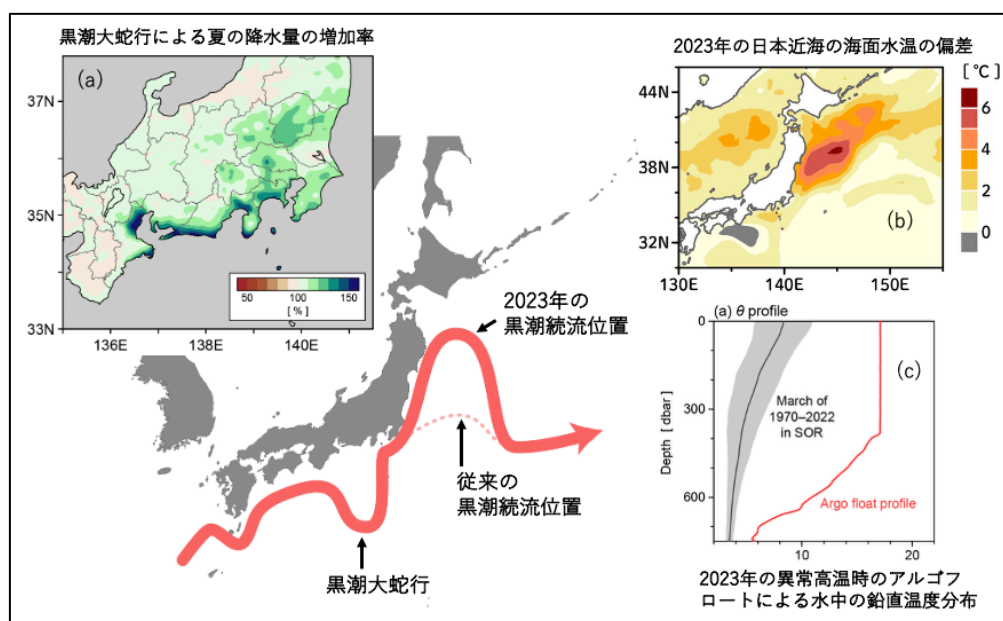 黒潮大蛇行による夏の降水量の増加率
(a)
37N
35N
33N
136E
138E
140E
50
100
150
[ % ]
2023年の日本近海の海面水温の偏差
[ ℃ ]
44N
38N
32N
130E
140E
150E
(b)
6
4
2
0
2023年の
黒潮続流位置
従来の
黒潮続流位置
黒潮大蛇行
(a) θ profile
(c)
0
300
600
Depth [ dbar ]
March of
1970–2022
in SOR
Argo float profile
10
20
2023年の異常高温時のアルゴフ
ロートによる水中の鉛直温度分布